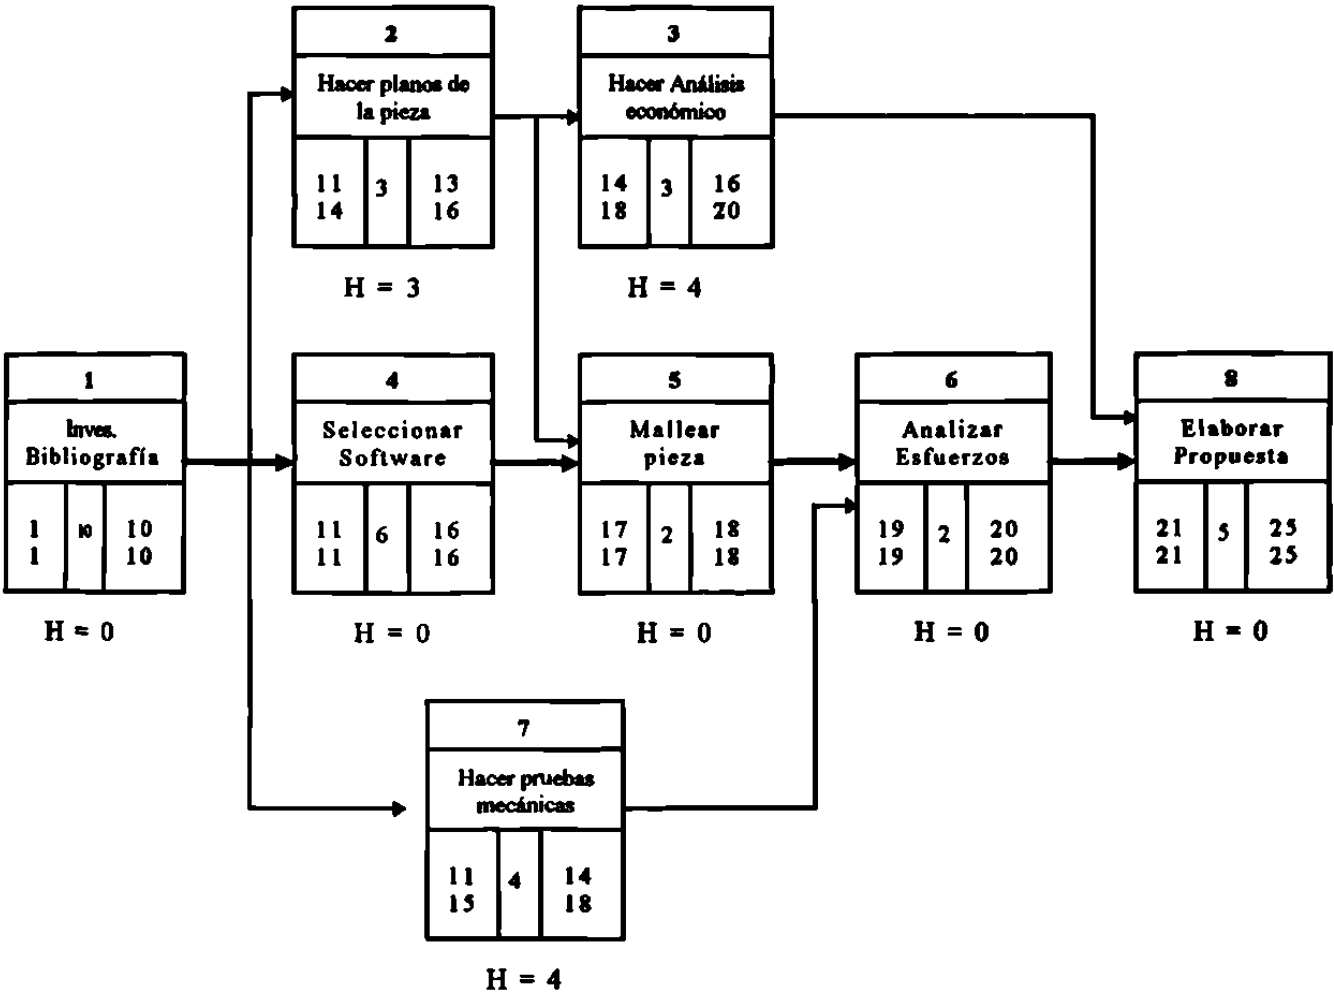 2
Hacer planos de
la pieza
11 3 13
14 16
H = 3
3
Hacer Análisis
económico
14 3 16
18 20
H = 4
1
Inves.
Bibliografía
1 10 10
1 10
H = 0
4
Seleccionar
Software
11 6 16
11 16
H = 0
5
Mallear
pieza
17 2 18
17 18
H = 0
6
Analizar
Esfuerzos
19 2 20
19 20
H = 0
8
Elaborar
Propuesta
21 5 25
21 25
H = 0
7
Hacer pruebas
mecánicas
11 4 14
15 18
H = 4